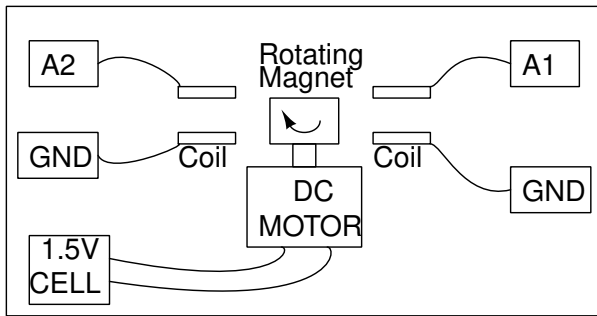 A2
Rotating
Magnet
A1
GND
Coil
Coil
GND
DC
MOTOR
1.5V
CELL